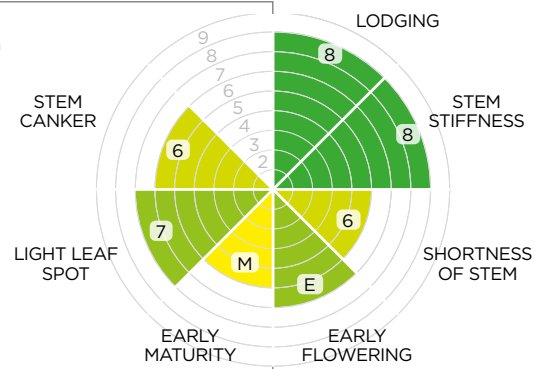 LODGING
9
8
8
7
STEM
CANKER
6
5
4
3
2
STEM
STIFFNESS
8
6
6
7
LIGHT LEAF
SPOT
M
E
SHORTNESS
OF STEM
EARLY
MATURITY
EARLY
FLOWERING